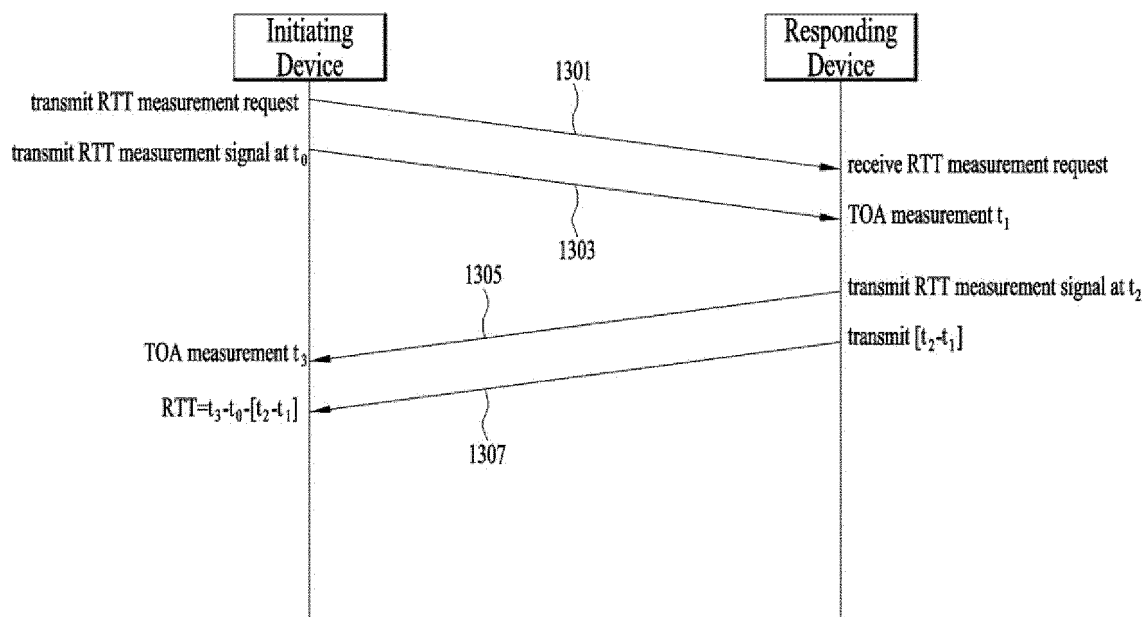 Initiating
Device
Responding
Device
1301
transmit RTT measurement request
transmit RTT measurement signal at t₀
receive RTT measurement request
TOA measurement t₁
1303
1305
transmit RTT measurement signal at t₂
transmit [t₂-t₁]
TOA measurement t₃
RTT=t₃-t₀-[t₂-t₁]
1307